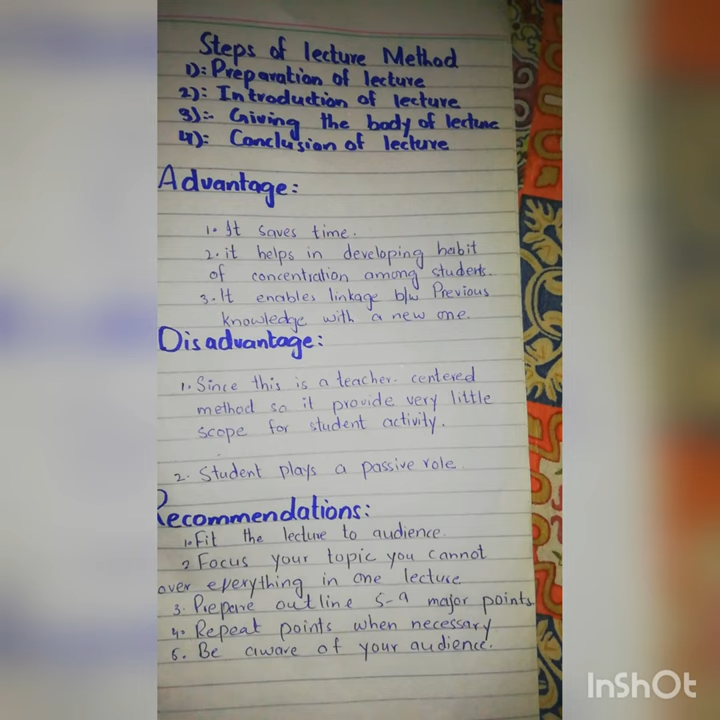 Steps of lecture Method
1):Preparation of lecture
2): Introduction of lecture
3):- Giving the body of lecture
4): Conclusion of lecture
Advantage:
1. It saves time.
2. it helps in developing habit
of concentration among students.
3. It enables linkage b/w Previous
knowledge with a new one.
Disadvantage:
1. Since this is a teacher. centered
method so it provide very little
scope for student activity.
2. Student plays a passive role
Recommendations:
1. Fit the lecture to audience.
2 Focus your topic you cannot
over everything in one lecture
3. Prepare outline 5-9 major points.
4. Repeat points when necessary
5. Be aware of your audience.
InShOt